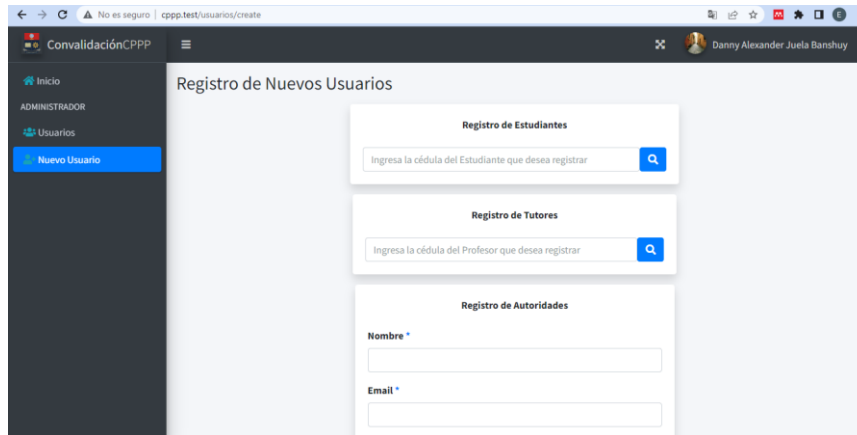 No es seguro | cppp.test/usuarios/create
ConvalidaciónCPPP
Danny Alexander Juela Banshuy
Inicio
ADMINISTRADOR
Usuarios
Nuevo Usuario
Registro de Nuevos Usuarios
Registro de Estudiantes
Ingresa la cédula del Estudiante que desea registrar
Registro de Tutores
Ingresa la cédula del Profesor que desea registrar
Registro de Autoridades
Nombre *
Email *